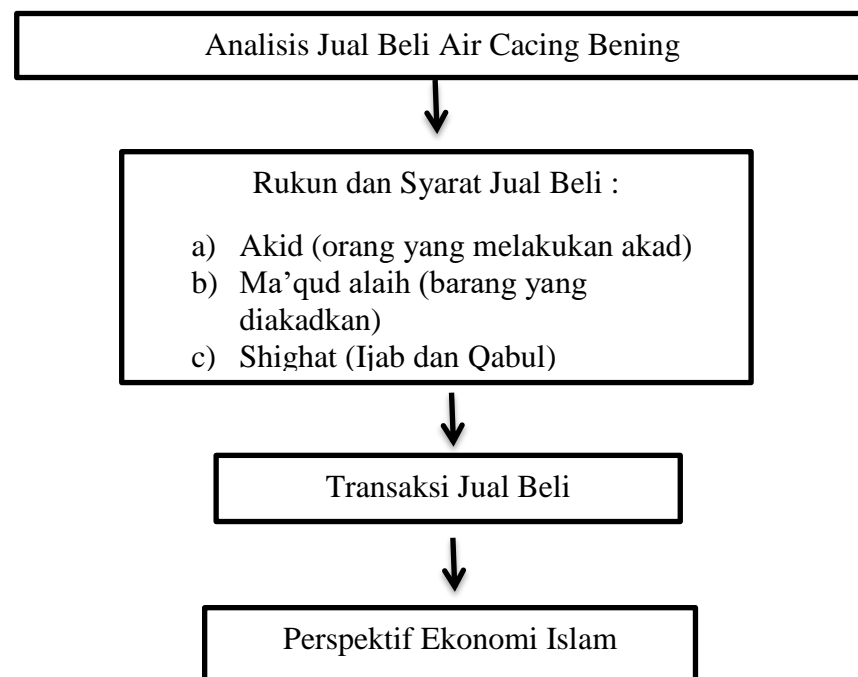 Analisis Jual Beli Air Cacing Bening
Rukun dan Syarat Jual Beli :
a) Akid (orang yang melakukan akad)
b) Ma’qud alaih (barang yang
diakadkan)
c) Shighat (Ijab dan Qabul)
Transaksi Jual Beli
Perspektif Ekonomi Islam